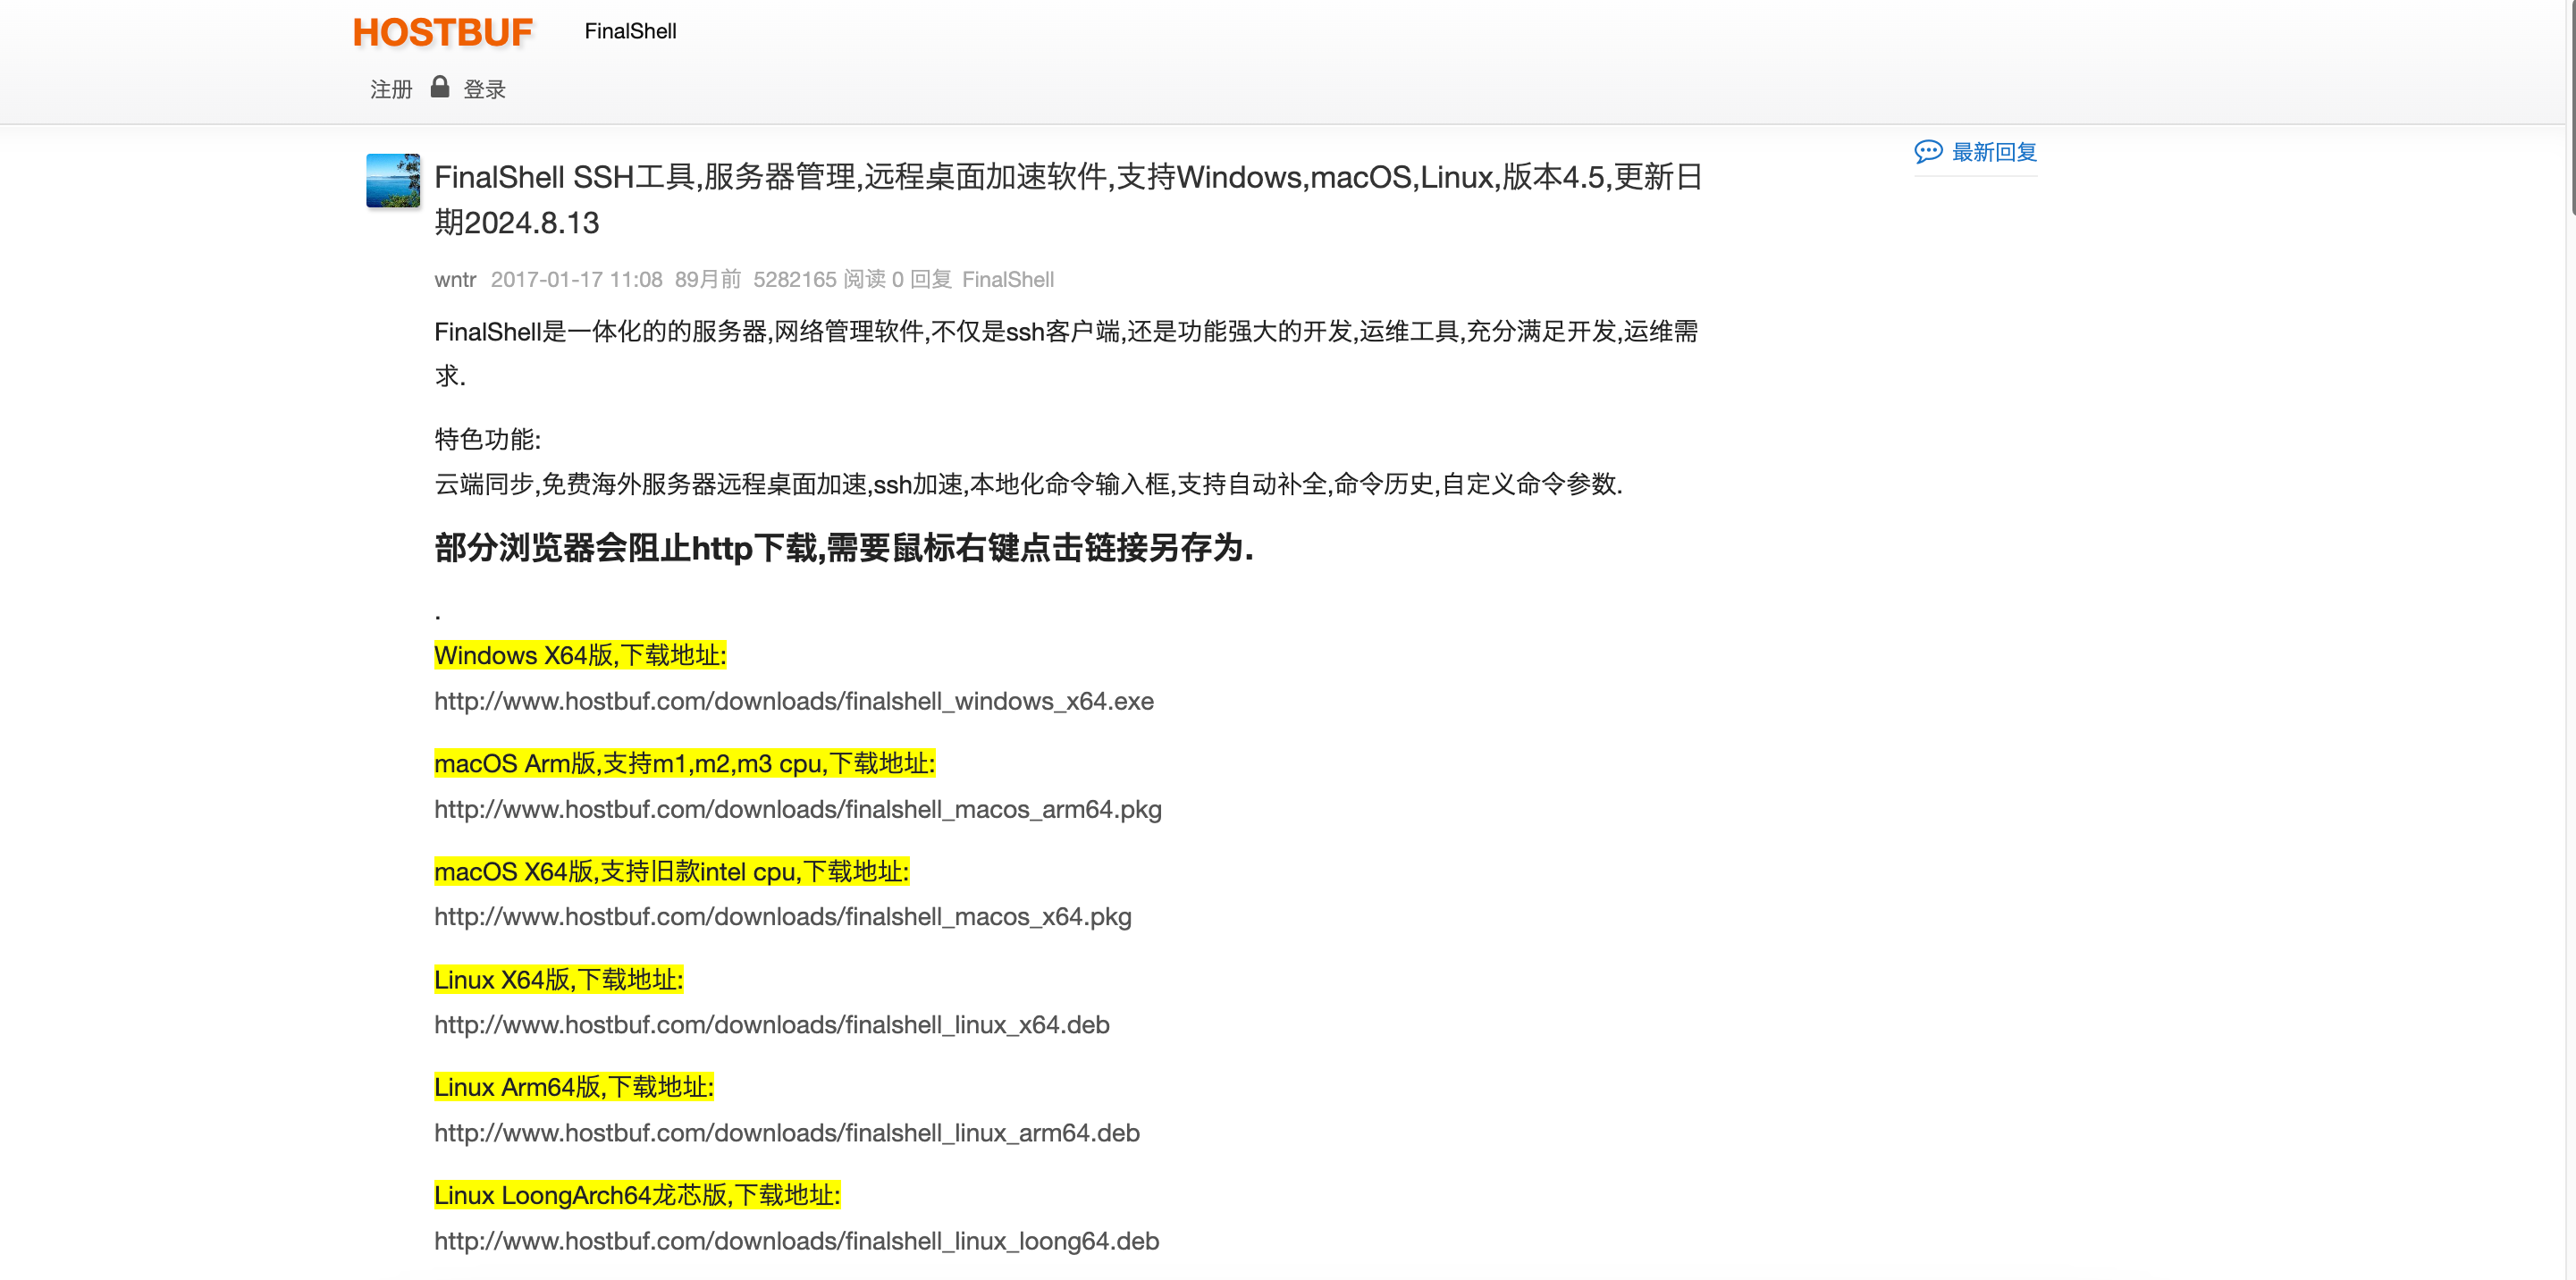 HOSTBUF FinalShell
注册 登录
最新回复
FinalShell SSH工具,服务器管理,远程桌面加速软件,支持Windows,macOS,Linux,版本4.5,更新日
期2024.8.13
wntr 2017-01-17 11:08 89月前 5282165 阅读 0 回复 FinalShell
FinalShell是一体化的的服务器,网络管理软件,不仅是ssh客户端,还是功能强大的开发,运维工具,充分满足开发,运维需
求.
特色功能:
云端同步,免费海外服务器远程桌面加速,ssh加速,本地化命令输入框,支持自动补全,命令历史,自定义命令参数.
部分浏览器会阻止http下载,需要鼠标右键点击链接另存为.
.
Windows X64版,下载地址:
http://www.hostbuf.com/downloads/finalshell_windows_x64.exe
macOS Arm版,支持m1,m2,m3 cpu,下载地址:
http://www.hostbuf.com/downloads/finalshell_macos_arm64.pkg
macOS X64版,支持旧款intel cpu,下载地址:
http://www.hostbuf.com/downloads/finalshell_macos_x64.pkg
Linux X64版,下载地址:
http://www.hostbuf.com/downloads/finalshell_linux_x64.deb
Linux Arm64版,下载地址:
http://www.hostbuf.com/downloads/finalshell_linux_arm64.deb
Linux LoongArch64龙芯版,下载地址:
http://www.hostbuf.com/downloads/finalshell_linux_loong64.deb